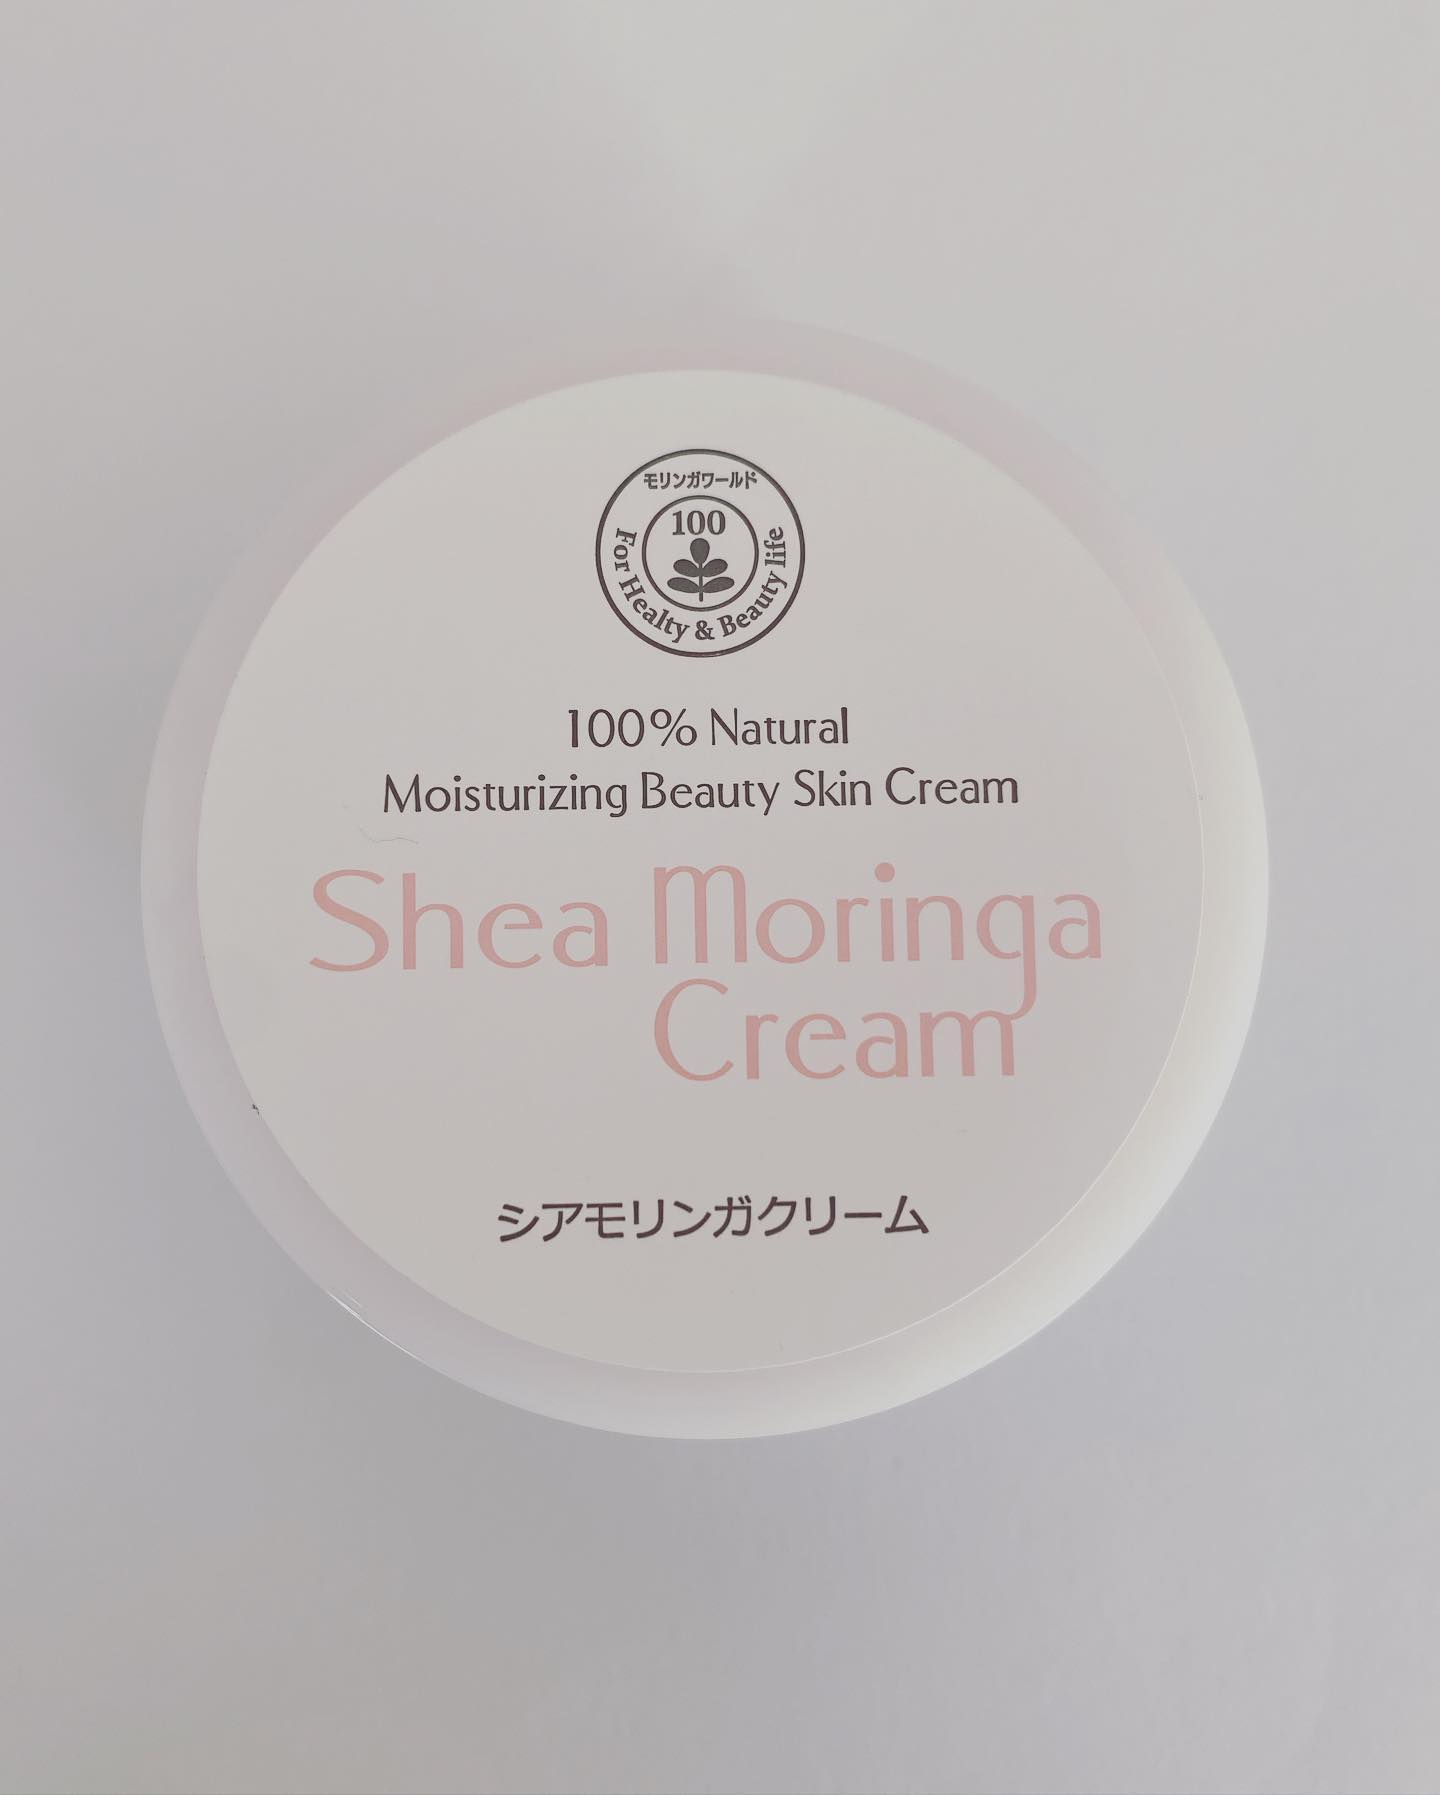 モリンガワールド
100
For Healty & Beauty life
100% Natural
Moisturizing Beauty Skin Cream
Shea Moringa
Cream
シアモリンガクリーム